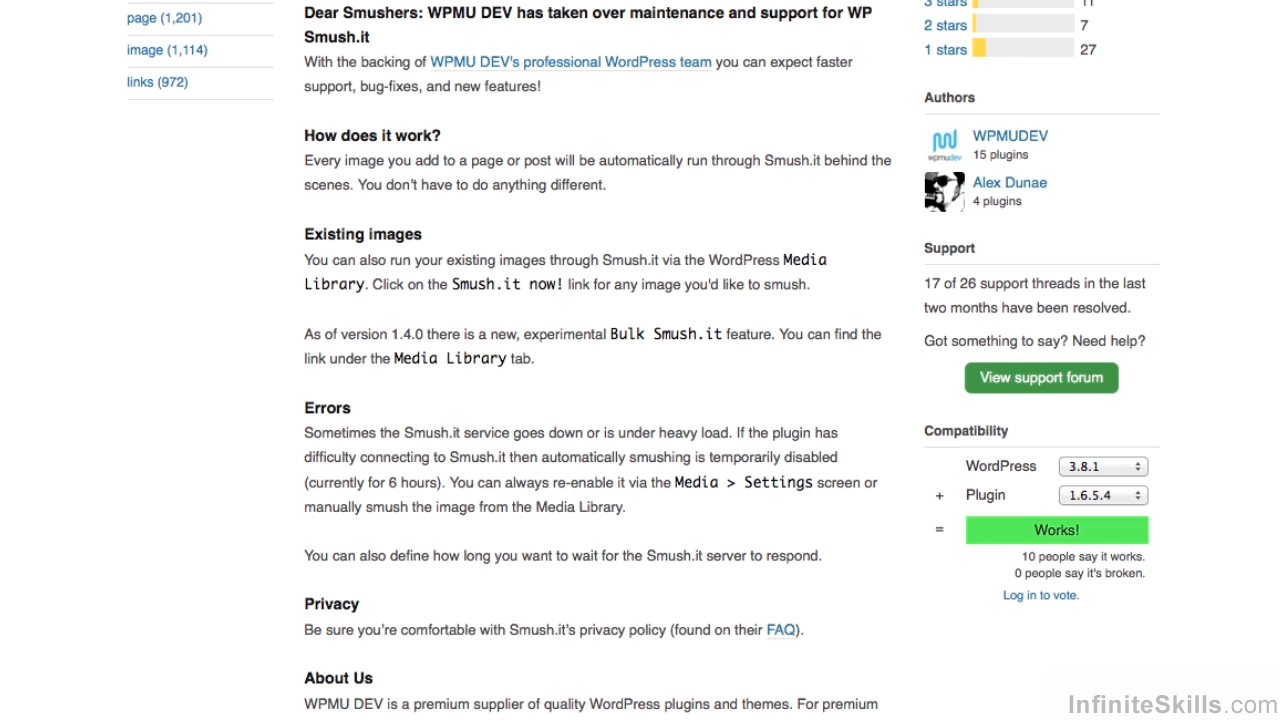 page (1,201)
image (1,114)
links (972)
Dear Smushers: WPMU DEV has taken over maintenance and support for WP
Smush.it
With the backing of WPMU DEV's professional WordPress team you can expect faster
support, bug-fixes, and new features!
How does it work?
Every image you add to a page or post will be automatically run through Smush.it behind the
scenes. You don’t have to do anything different.
Existing images
You can also run your existing images through Smush.it via the WordPress Media
Library. Click on the Smush.it now! link for any image you'd like to smush.
As of version 1.4.0 there is a new, experimental Bulk Smush.it feature. You can find the
link under the Media Library tab.
Errors
Sometimes the Smush.it service goes down or is under heavy load. If the plugin has
difficulty connecting to Smush.it then automatically smushing is temporarily disabled
(currently for 6 hours). You can always re-enable it via the Media > Settings screen or
manually smush the image from the Media Library.
You can also define how long you want to wait for the Smush.it server to respond.
Privacy
Be sure you’re comfortable with Smush.it’s privacy policy (found on their FAQ).
About Us
WPMU DEV is a premium supplier of quality WordPress plugins and themes. For premium
3 stars 11
2 stars 7
1 stars 27
Authors
wpmudev
WPMUDEV
15 plugins
Alex Dunae
4 plugins
Support
17 of 26 support threads in the last
two months have been resolved.
Got something to say? Need help?
View support forum
Compatibility
WordPress 3.8.1
+ Plugin 1.6.5.4
= Works!
10 people say it works.
0 people say it's broken.
Log in to vote.
InfiniteSkills.com